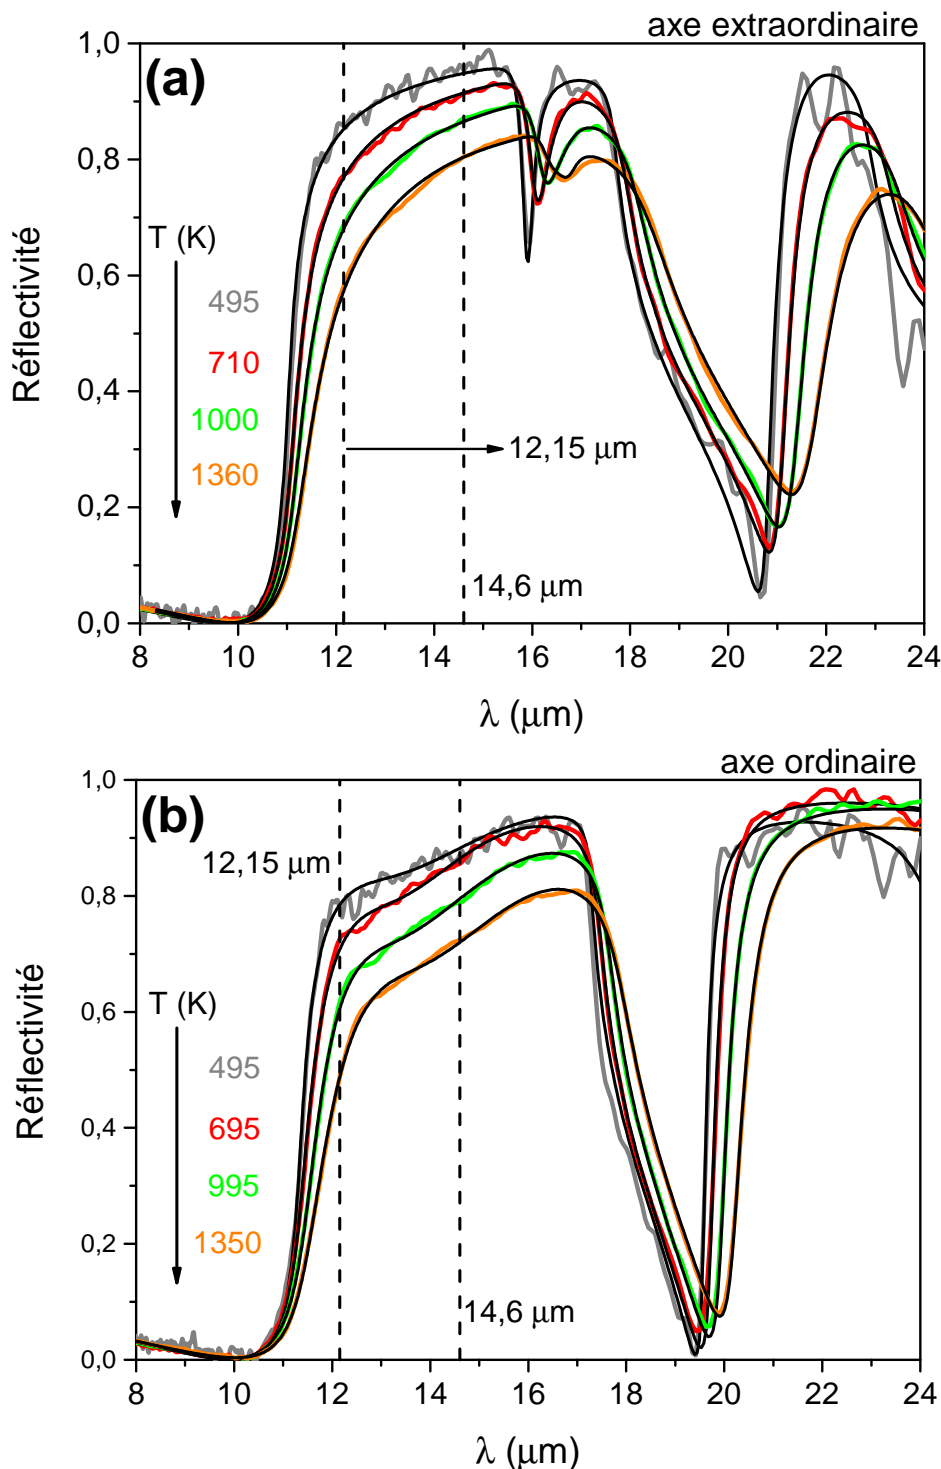 axe extraordinaire
(a)
1,0
0,8
0,6
0,4
0,2
0,0
Réflectivité
T (K)
495
710
1000
1360
12,15 μm
14,6 μm
8 10 12 14 16 18 20 22 24
λ (μm)
axe ordinaire
(b)
1,0
0,8
0,6
0,4
0,2
0,0
Réflectivité
12,15 μm
T (K)
495
695
995
1350
14,6 μm
8 10 12 14 16 18 20 22 24
λ (μm)